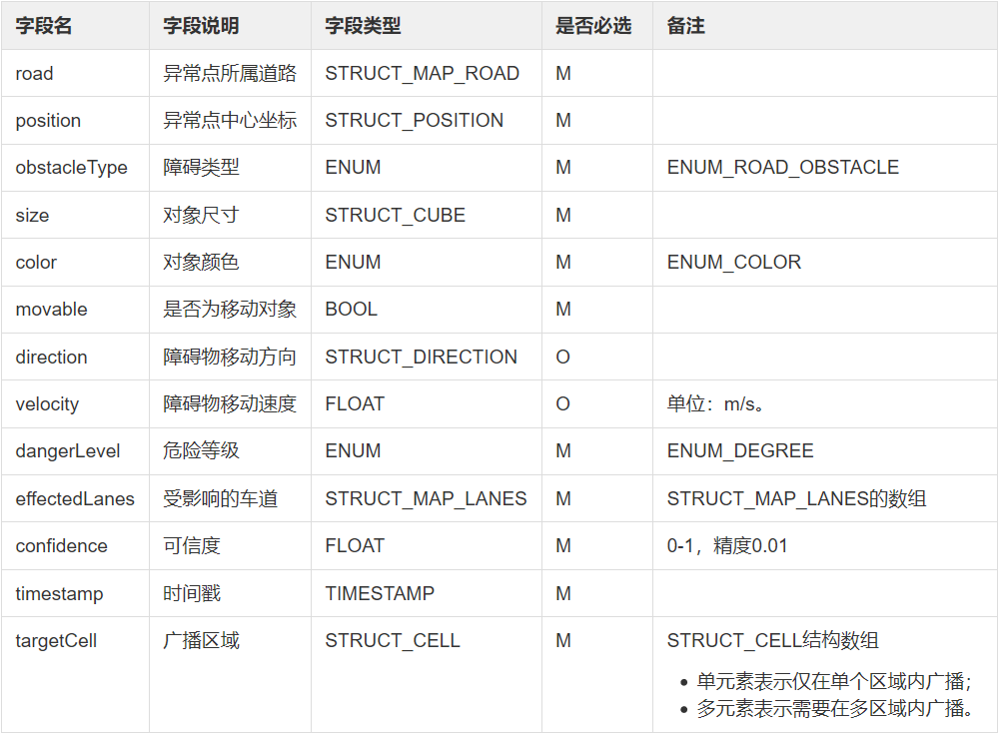 字段名 字段说明 字段类型 是否必选 备注
road 异常点所属道路 STRUCT_MAP_ROAD M
position 异常点中心坐标 STRUCT_POSITION M
obstacleType 障碍类型 ENUM M ENUM_ROAD_OBSTACLE
size 对象尺寸 STRUCT_CUBE M
color 对象颜色 ENUM M ENUM_COLOR
movable 是否为移动对象 BOOL M
direction 障碍物移动方向 STRUCT_DIRECTION O
velocity 障碍物移动速度 FLOAT O 单位：m/s。
dangerLevel 危险等级 ENUM M ENUM_DEGREE
effectedLanes 受影响的车道 STRUCT_MAP_LANES M STRUCT_MAP_LANES的数组
confidence 可信度 FLOAT M 0-1，精度0.01
timestamp 时间戳 TIMESTAMP M
targetCell 广播区域 STRUCT_CELL M STRUCT_CELL结构数组
• 单元素表示仅在单个区域内广播；
• 多元素表示需要在多区域内广播。